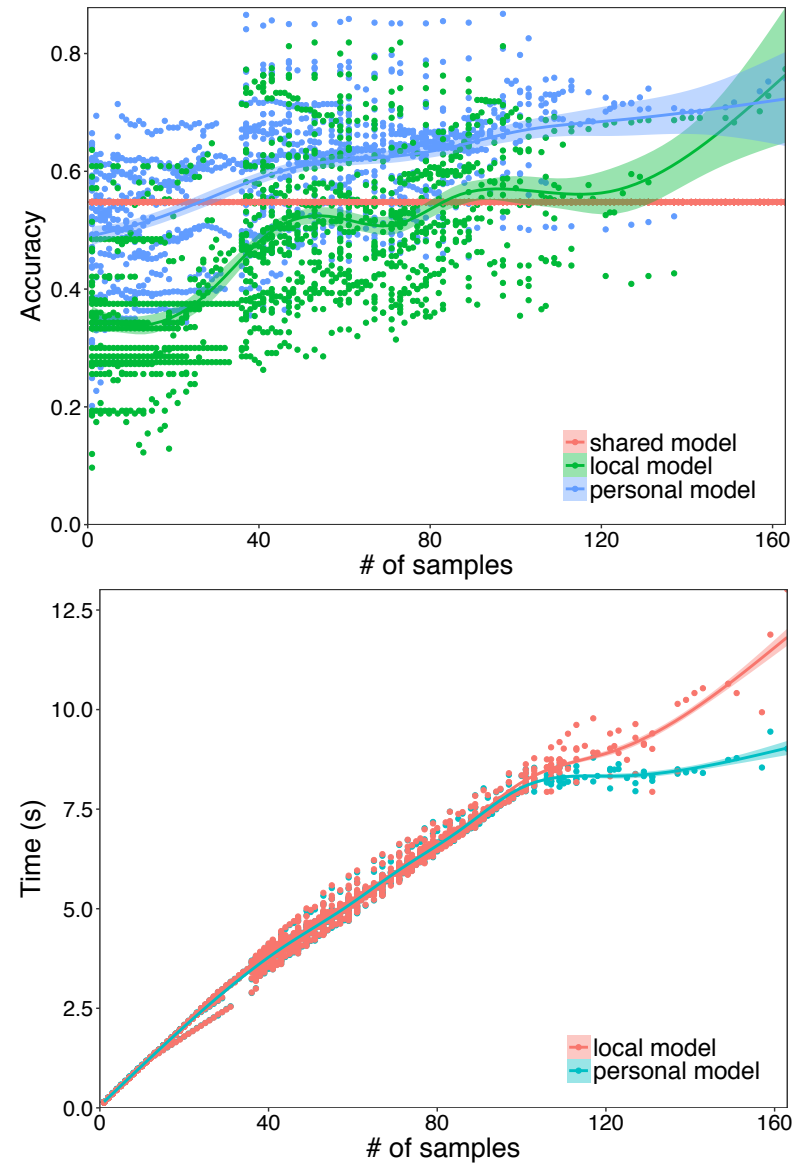 0.8
0.6
0.4
0.2
0.0
Accuracy
0
40
80
120
160
# of samples
shared model
local model
personal model
12.5
10.0
7.5
5.0
2.5
0.0
Time (s)
0
40
80
120
160
# of samples
local model
personal model